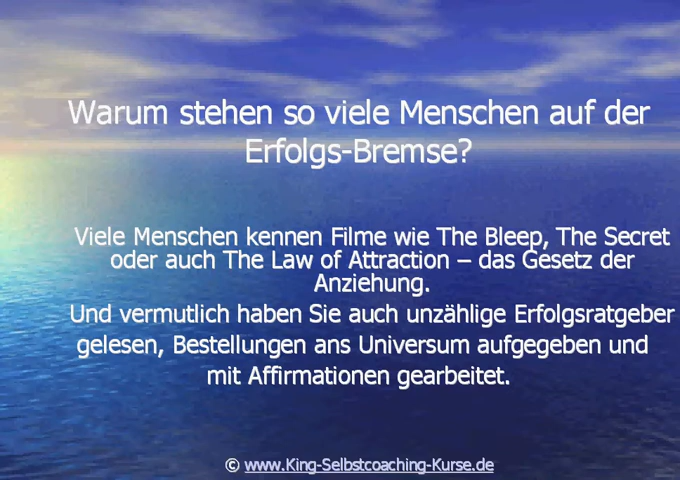 Warum stehen so viele Menschen auf der
Erfolgs-Bremse?
Viele Menschen kennen Filme wie The Bleep, The Secret
oder auch The Law of Attraction – das Gesetz der
Anziehung.
Und vermutlich haben Sie auch unzählige Erfolgsratgeber
gelesen, Bestellungen ans Universum aufgegeben und
mit Affirmationen gearbeitet.
© www.King-Selbstcoaching-Kurse.de